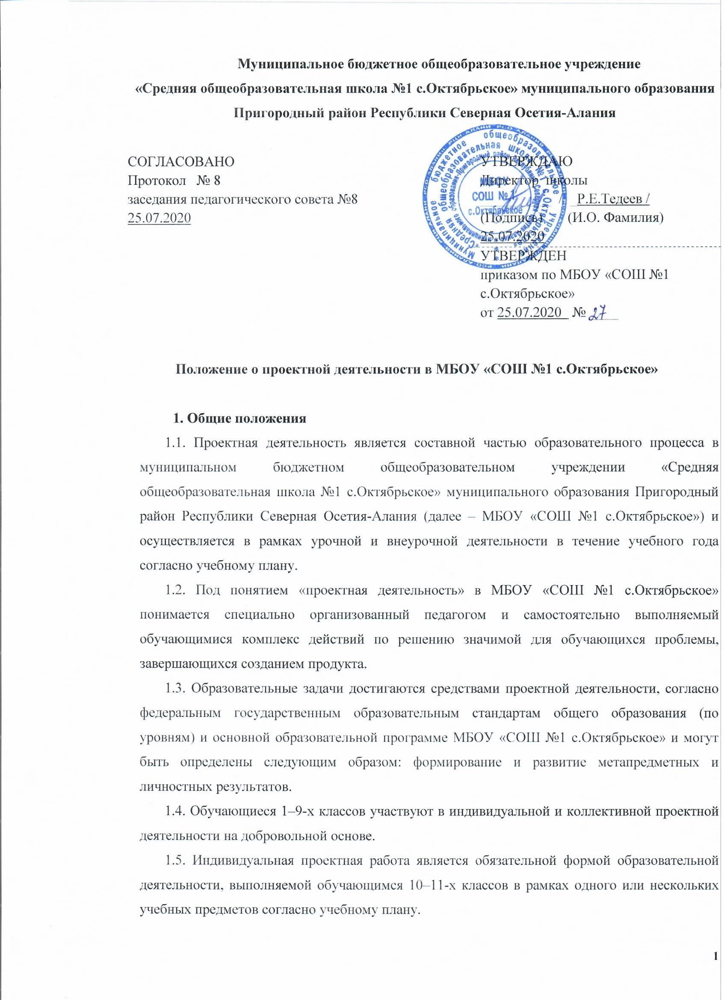 Муниципальное бюджетное общеобразовательное учреждение
«Средняя общеобразовательная школа №1 с.Октябрьское» муниципального образования
Пригородный район Республики Северная Осетия-Алания
СОГЛАСОВАНО
Протокол № 8
заседания педагогического совета №8
25.07.2020
УТВЕРЖДАЮ
Директор школы
/ Р.Е.Тедеев /
(Подпись) (И.О. Фамилия)
25.07.2020
УТВЕРЖДЕН
приказом по МБОУ «СОШ №1
с.Октябрьское»
от 25.07.2020 № 27
МБОУ
СОШ № 1
с.Октябрьское
Муниципальное бюджетное общеобразовательное учреждение
«Средняя общеобразовательная школа №1 с.Октябрьское»
Положение о проектной деятельности в МБОУ «СОШ №1 с.Октябрьское»
1. Общие положения
1.1. Проектная деятельность является составной частью образовательного процесса в
муниципальном бюджетном общеобразовательном учреждении «Средняя
общеобразовательная школа №1 с.Октябрьское» муниципального образования Пригородный
район Республики Северная Осетия-Алания (далее – МБОУ «СОШ №1 с.Октябрьское») и
осуществляется в рамках урочной и внеурочной деятельности в течение учебного года
согласно учебному плану.
1.2. Под понятием «проектная деятельность» в МБОУ «СОШ №1 с.Октябрьское»
понимается специально организованный педагогом и самостоятельно выполняемый
обучающимися комплекс действий по решению значимой для обучающихся проблемы,
завершающихся созданием продукта.
1.3. Образовательные задачи достигаются средствами проектной деятельности, согласно
федеральным государственным образовательным стандартам общего образования (по
уровням) и основной образовательной программе МБОУ «СОШ №1 с.Октябрьское» и могут
быть определены следующим образом: формирование и развитие метапредметных и
личностных результатов.
1.4. Обучающиеся 1–9-х классов участвуют в индивидуальной и коллективной проектной
деятельности на добровольной основе.
1.5. Индивидуальная проектная работа является обязательной формой образовательной
деятельности, выполняемой обучающимся 10–11-х классов в рамках одного или нескольких
учебных предметов согласно учебному плану.
1